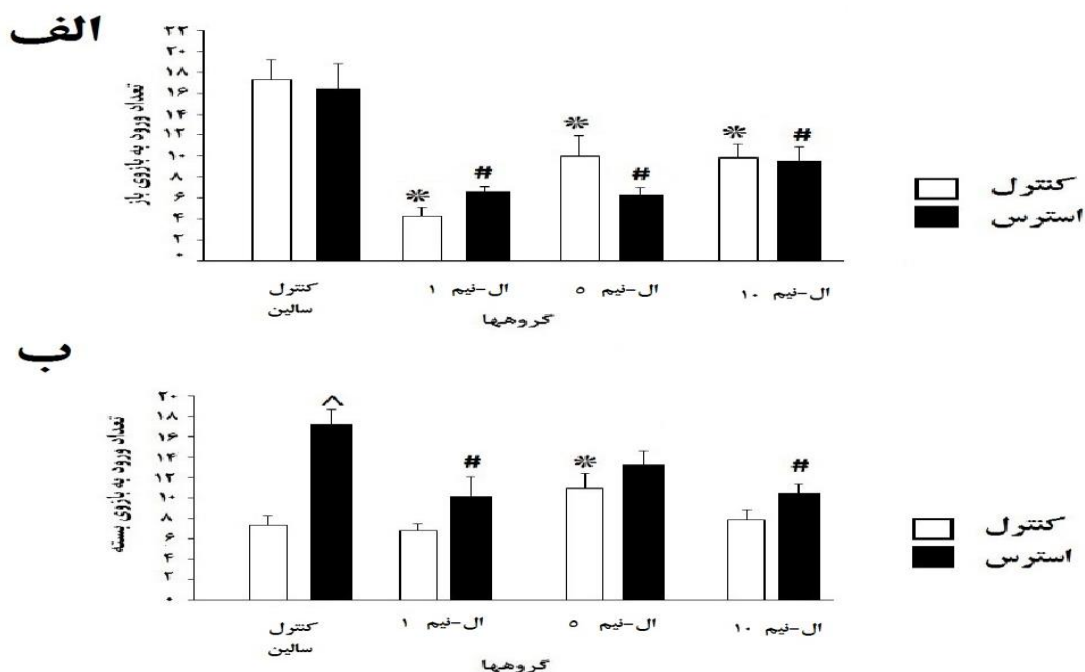 الف
تعداد ورود به بازوی باز
۲۲
۲۰
۱۸
۱۶
۱۴
۱۲
۱۰
۸
۶
۴
۲
۰
* # * # * #
کنترل سالین
ال-نیم ۱
ال-نیم ۵
ال-نیم ۱۰
گروهها
کنترل
استرس
ب
تعداد ورود به بازوی بسته
۲۰
۱۸
۱۶
۱۴
۱۲
۱۰
۸
۶
۴
۲
۰
^ # * #
کنترل سالین
ال-نیم ۱
ال-نیم ۵
ال-نیم ۱۰
گروهها
کنترل
استرس